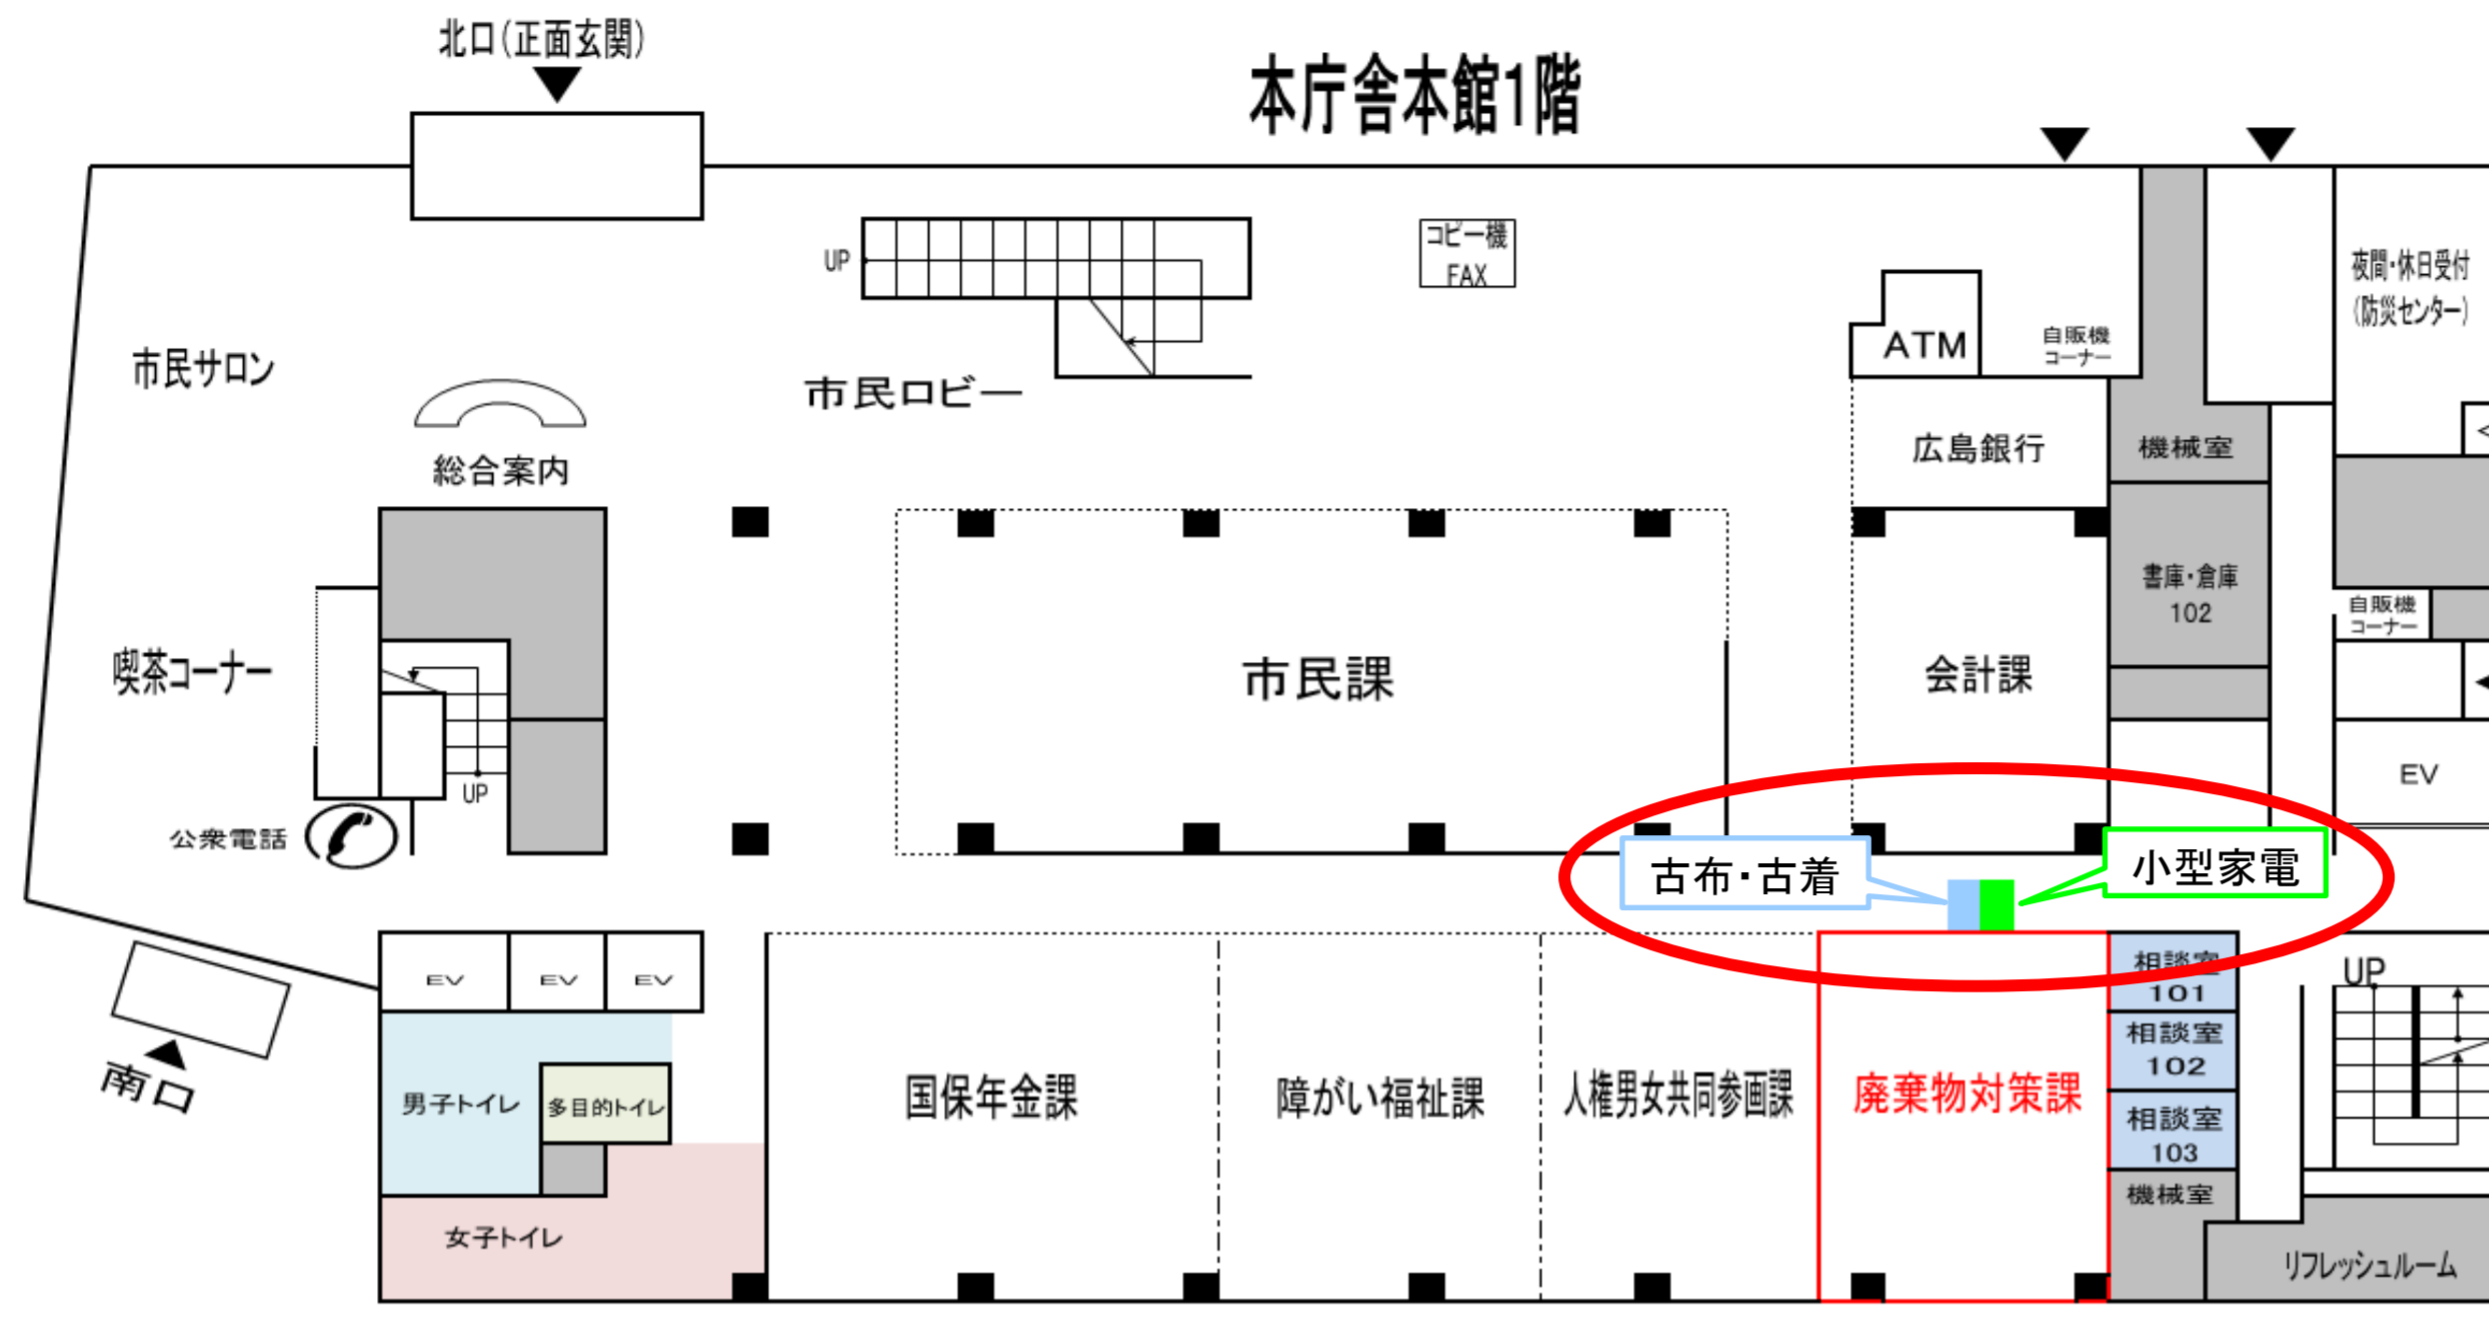 北口(正面玄関)
本庁舎本館1階
UP
コピー機
FAX
夜間・休日受付
(防災センター)
ATM
自販機
コーナー
市民サロン
市民ロビー
総合案内
広島銀行
機械室
書庫・倉庫
102
自販機
コーナー
喫茶コーナー
市民課
会計課
UP
EV
公衆電話
古布・古着
小型家電
EV
EV
EV
相談室
101
UP
南口
男子トイレ
多目的トイレ
国保年金課
障がい福祉課
人権男女共同参画課
廃棄物対策課
相談室
102
相談室
103
機械室
女子トイレ
リフレッシュルーム